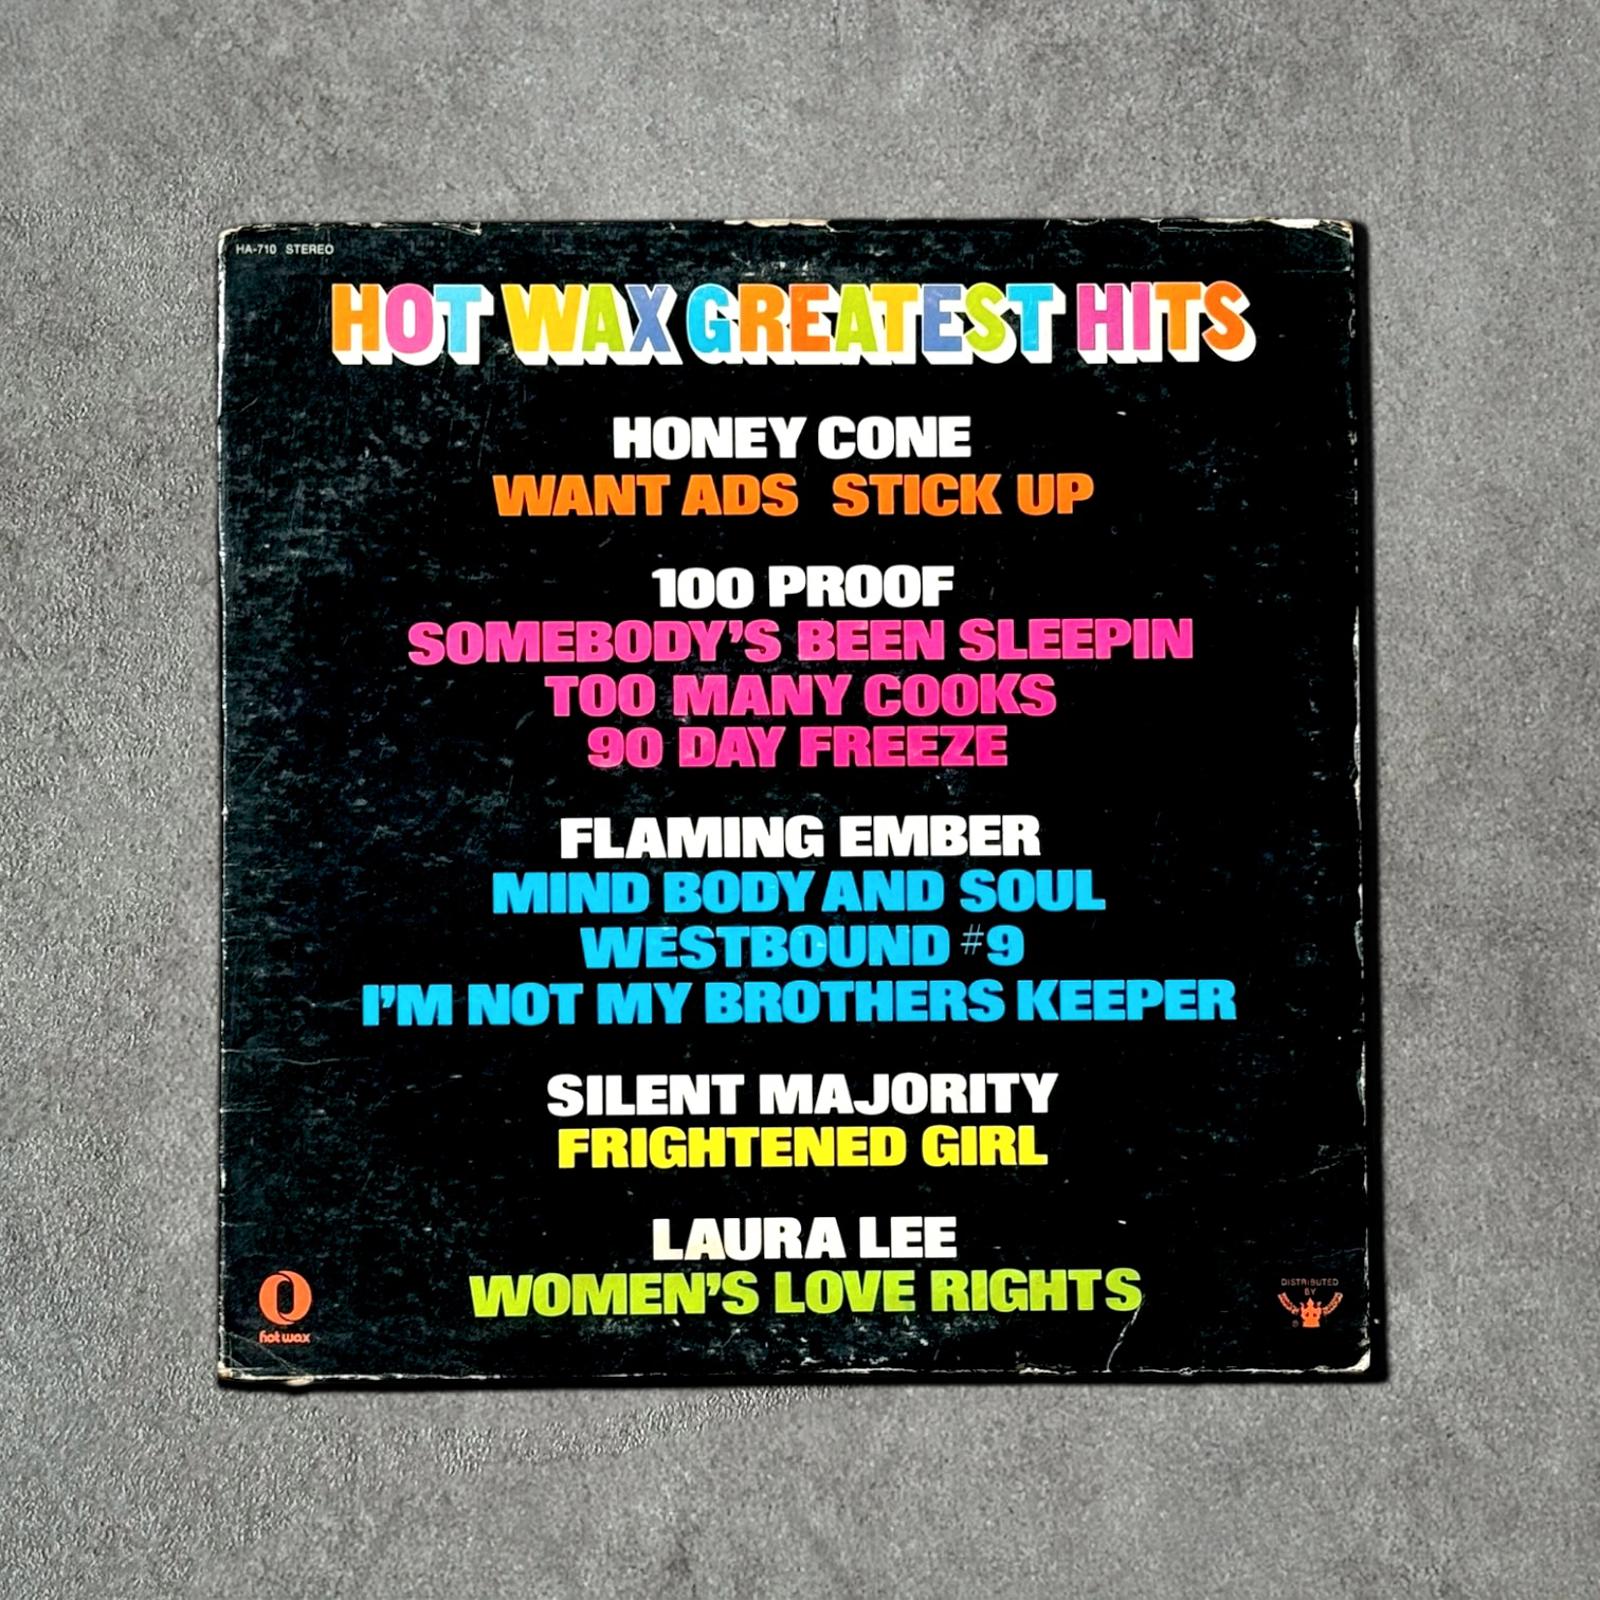 HA-710 STEREO
HOT WAX GREATEST HITS
HONEY CONE
WANT ADS STICK UP
100 PROOF
SOMEBODY'S BEEN SLEEPIN
TOO MANY COOKS
90 DAY FREEZE
FLAMING EMBER
MIND BODY AND SOUL
WESTBOUND #9
I'M NOT MY BROTHERS KEEPER
SILENT MAJORITY
FRIGHTENED GIRL
LAURA LEE
WOMEN'S LOVE RIGHTS
hot wax
DISTRIBUTED
BY